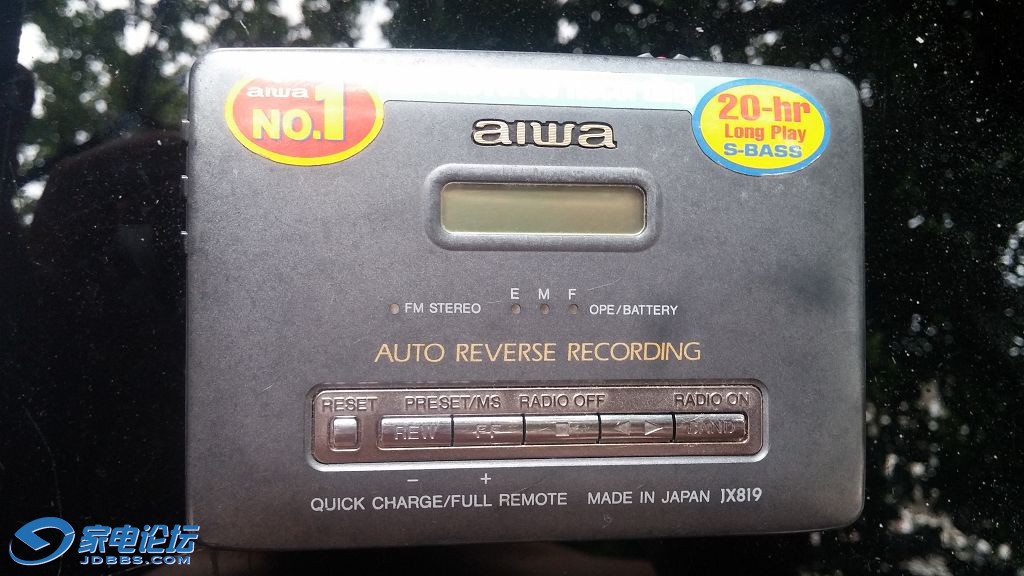 aiwa
NO.1
20-hr
Long Play
S-BASS
aiwa
E M F
FM STEREO OPE/BATTERY
AUTO REVERSE RECORDING
RESET PRESET/MS RADIO OFF RADIO ON
REW FF BAND
− +
QUICK CHARGE/FULL REMOTE MADE IN JAPAN JX819
家电论坛
JDBBS.COM